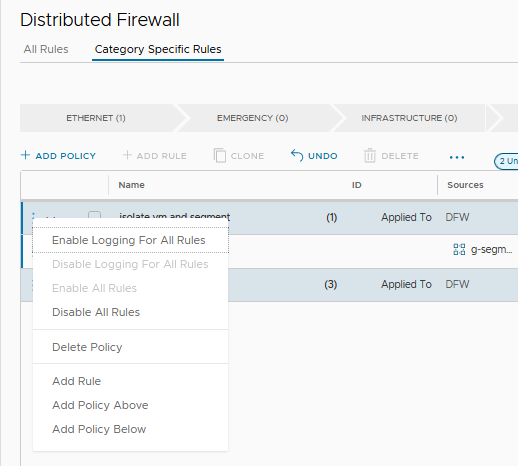 Distributed Firewall
All Rules Category Specific Rules
ETHERNET (1) EMERGENCY (0) INFRASTRUCTURE (0)
+ ADD POLICY + ADD RULE CLONE UNDO DELETE ...
2 Un
Name ID Sources
isolate vm and segment (1) Applied To DFW
Enable Logging For All Rules
g-segm...
Disable Logging For All Rules
Enable All Rules
(3) Applied To DFW
Disable All Rules
Delete Policy
Add Rule
Add Policy Above
Add Policy Below